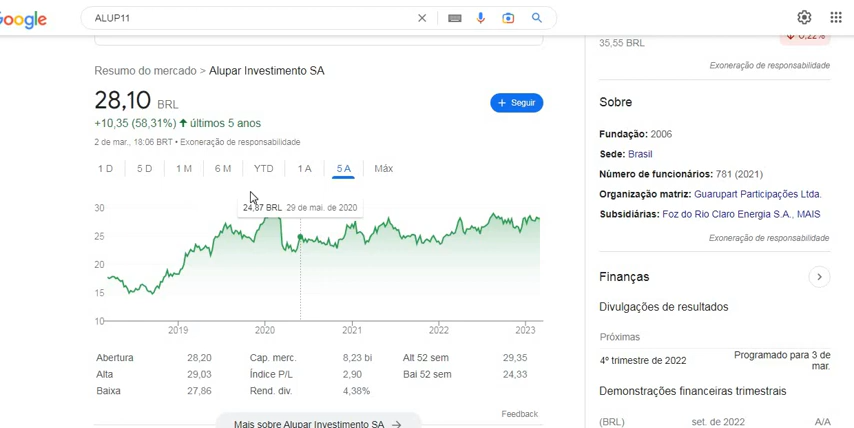 Google
ALUP11
Resumo do mercado > Alupar Investimento SA
28,10 BRL
+10,35 (58,31%) últimos 5 anos
2 de mar., 18:06 BRT • Exoneração de responsabilidade
+ Seguir
1 D 5 D 1 M 6 M YTD 1 A 5 A Máx
24,87 BRL 29 de mai. de 2020
30
25
20
15
10
2019 2020 2021 2022 2023
Abertura 28,20 Cap. merc. 8,23 bi Alt 52 sem 29,35
Alta 29,03 Índice P/L 2,90 Bai 52 sem 24,33
Baixa 27,86 Rend. div. 4,38%
Feedback
Mais sobre Alupar Investimento SA →
35,55 BRL
0,22%
Exoneração de responsabilidade
Sobre
Fundação: 2006
Sede: Brasil
Número de funcionários: 781 (2021)
Organização matriz: Guarupart Participações Ltda.
Subsidiárias: Foz do Rio Claro Energia S.A., MAIS
Exoneração de responsabilidade
Finanças
Divulgações de resultados
Próximas
4º trimestre de 2022 Programado para 3 de
mar.
Demonstrações financeiras trimestrais
(BRL) set. de 2022 A/A